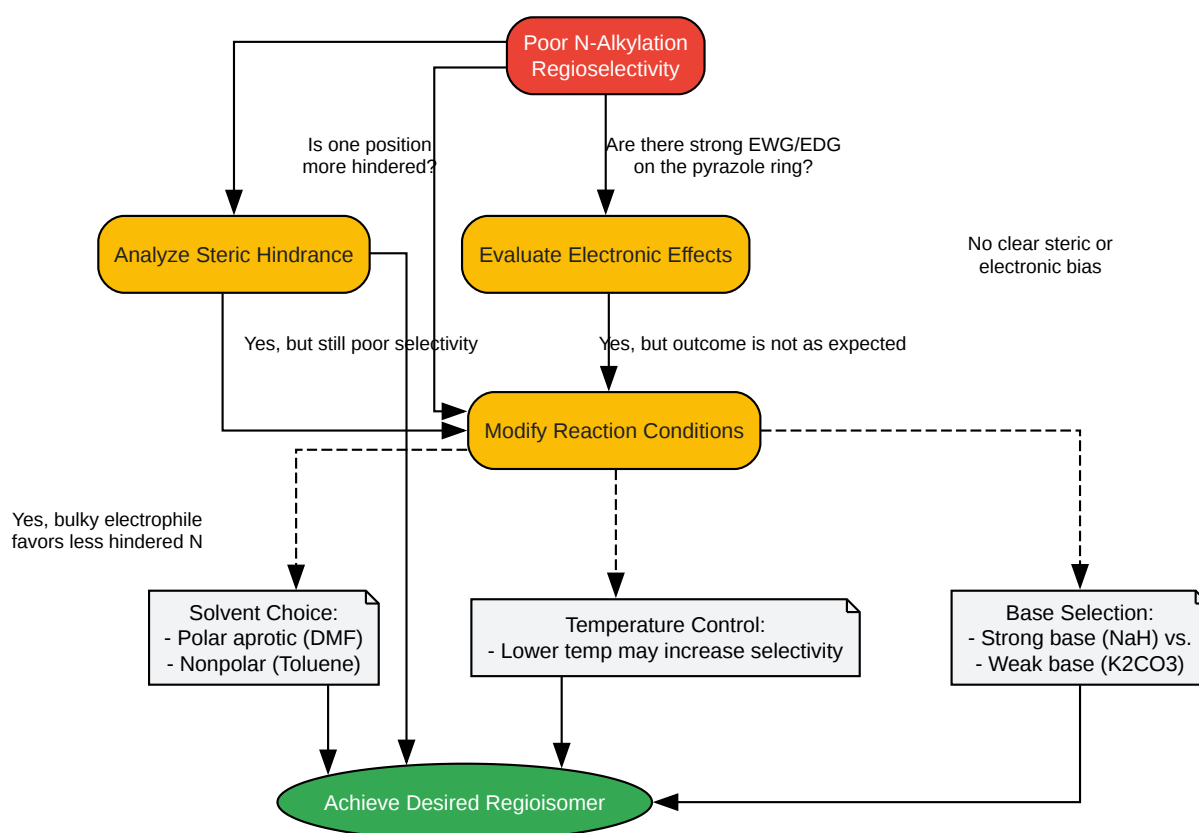 Poor N-Alkylation
Regioselectivity
Is one position
more hindered?
Are there strong EWG/EDG
on the pyrazole ring?
Analyze Steric Hindrance
Evaluate Electronic Effects
No clear steric or
electronic bias
Yes, but still poor selectivity
Yes, but outcome is not as expected
Modify Reaction Conditions
Yes, bulky electrophile
favors less hindered N
Solvent Choice:
- Polar aprotic (DMF)
- Nonpolar (Toluene)
Temperature Control:
- Lower temp may increase selectivity
Base Selection:
- Strong base (NaH) vs.
- Weak base (K2CO3)
Achieve Desired Regioisomer